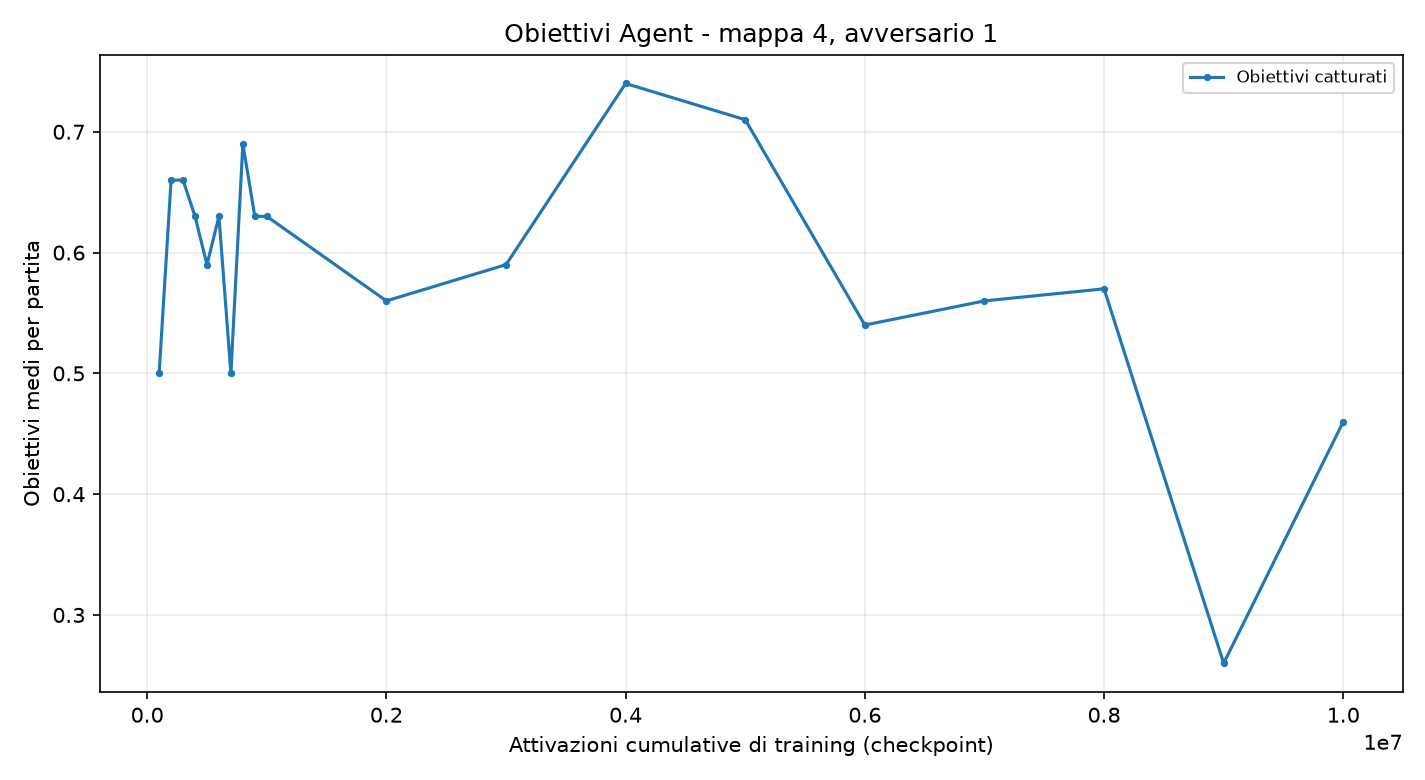 Obiettivi Agent - mappa 4, avversario 1
Obiettivi catturati
Obiettivi medi per partita
0.7
0.6
0.5
0.4
0.3
0.0 0.2 0.4 0.6 0.8 1.0
1e7
Attivazioni cumulative di training (checkpoint)